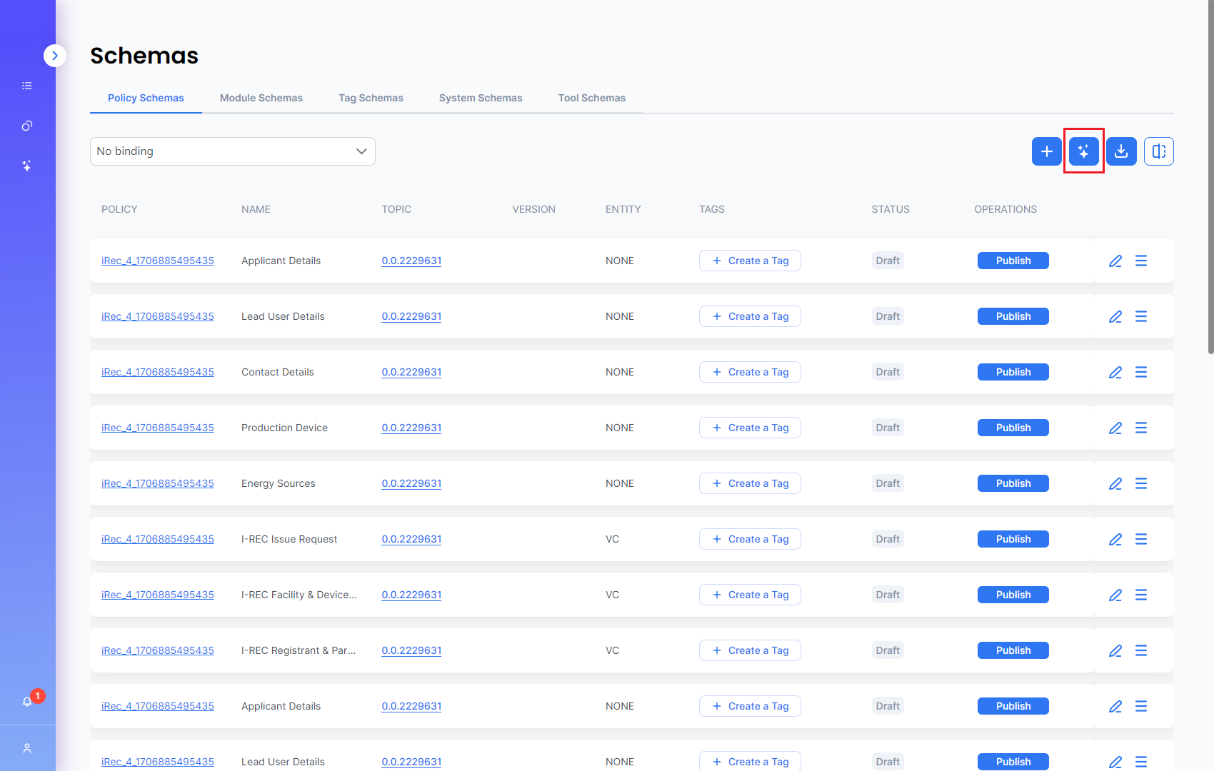 Schemas
Policy Schemas Module Schemas Tag Schemas System Schemas Tool Schemas
No binding
POLICY NAME TOPIC VERSION ENTITY TAGS STATUS OPERATIONS
iRec_4_1706885495435 Applicant Details 0.0.2229631 NONE + Create a Tag Draft Publish
iRec_4_1706885495435 Lead User Details 0.0.2229631 NONE + Create a Tag Draft Publish
iRec_4_1706885495435 Contact Details 0.0.2229631 NONE + Create a Tag Draft Publish
iRec_4_1706885495435 Production Device 0.0.2229631 NONE + Create a Tag Draft Publish
iRec_4_1706885495435 Energy Sources 0.0.2229631 NONE + Create a Tag Draft Publish
iRec_4_1706885495435 I-REC Issue Request 0.0.2229631 VC + Create a Tag Draft Publish
iRec_4_1706885495435 I-REC Facility & Device... 0.0.2229631 VC + Create a Tag Draft Publish
iRec_4_1706885495435 I-REC Registrant & Par... 0.0.2229631 VC + Create a Tag Draft Publish
1
iRec_4_1706885495435 Applicant Details 0.0.2229631 NONE + Create a Tag Draft Publish
iRec_4_1706885495435 Lead User Details 0.0.2229631 NONE + Create a Tag Draft Publish